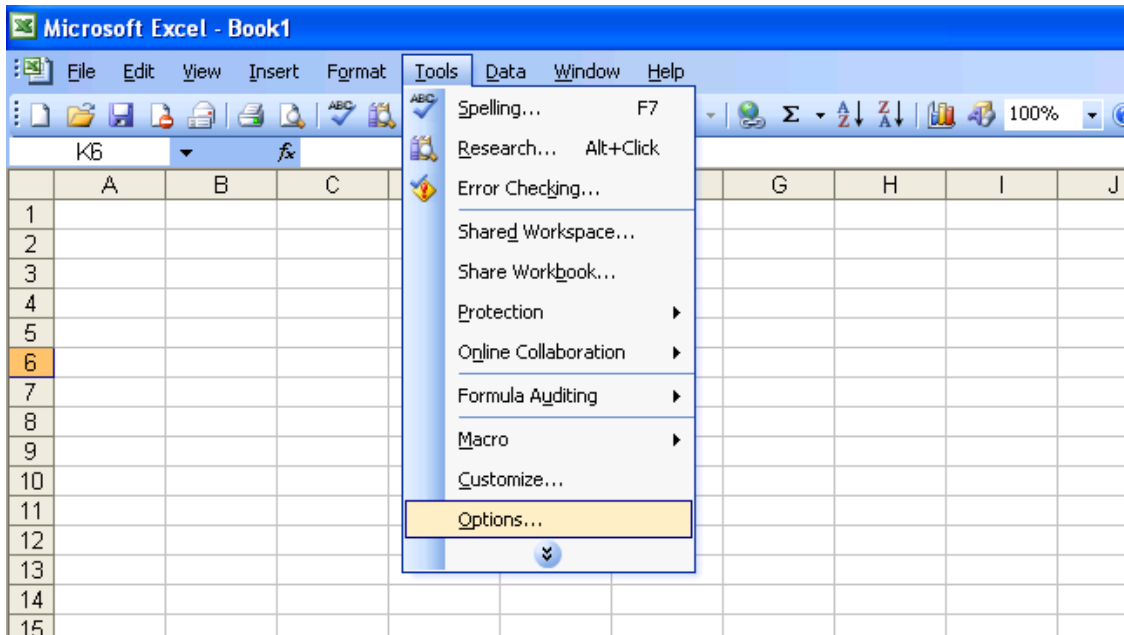 Microsoft Excel - Book1
File Edit View Insert Format Tools Data Window Help
ABC Σ A Z Z A 100%
K6 fx
A B C G H I J
ABC Spelling... F7
Research... Alt+Click
Error Checking...
Shared Workspace...
Share Workbook...
Protection
Online Collaboration
Formula Auditing
Macro
Customize...
Options...
1
2
3
4
5
6
7
8
9
10
11
12
13
14
15